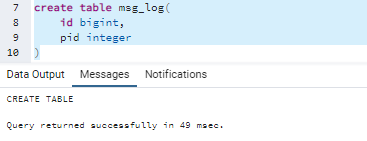 7 create table msg_log(
8 id bigint,
9 pid integer
10 )
Data Output Messages Notifications
CREATE TABLE
Query returned successfully in 49 msec.